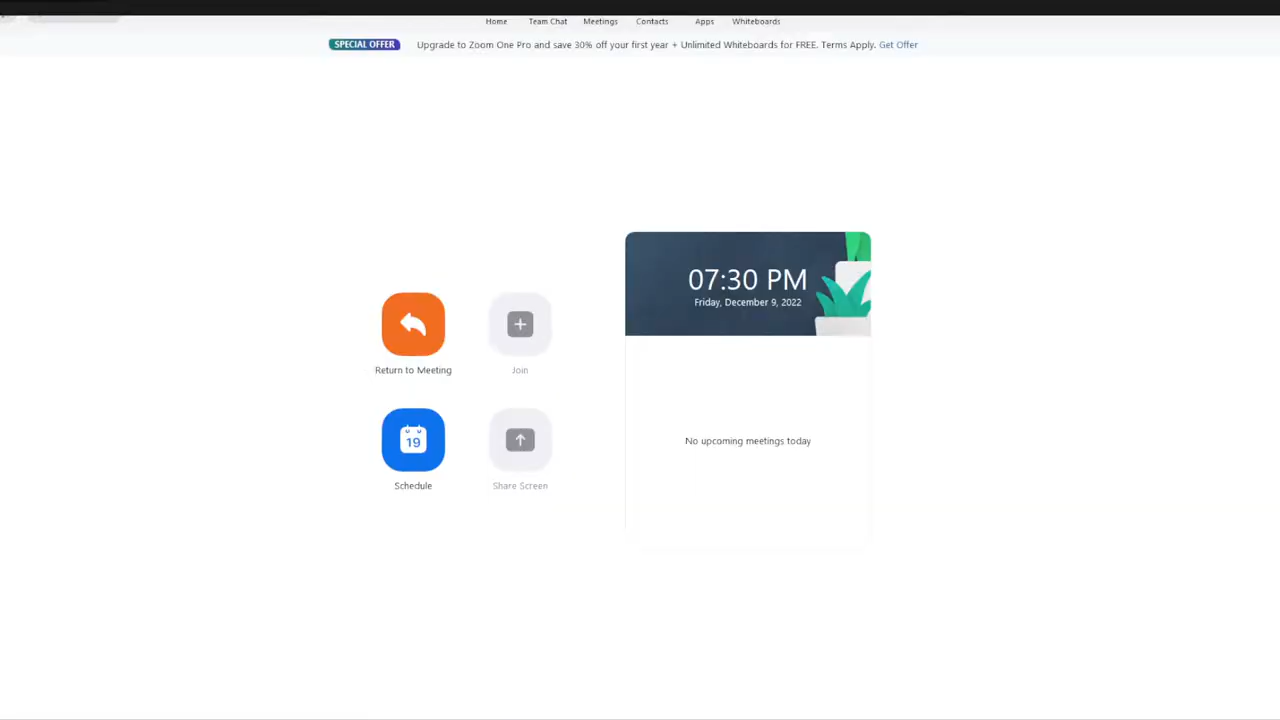 Home Team Chat Meetings Contacts Apps Whiteboards
SPECIAL OFFER Upgrade to Zoom One Pro and save 30% off your first year + Unlimited Whiteboards for FREE. Terms Apply. Get Offer
07:30 PM
Friday, December 9, 2022
Return to Meeting
Join
19
Schedule
Share Screen
No upcoming meetings today